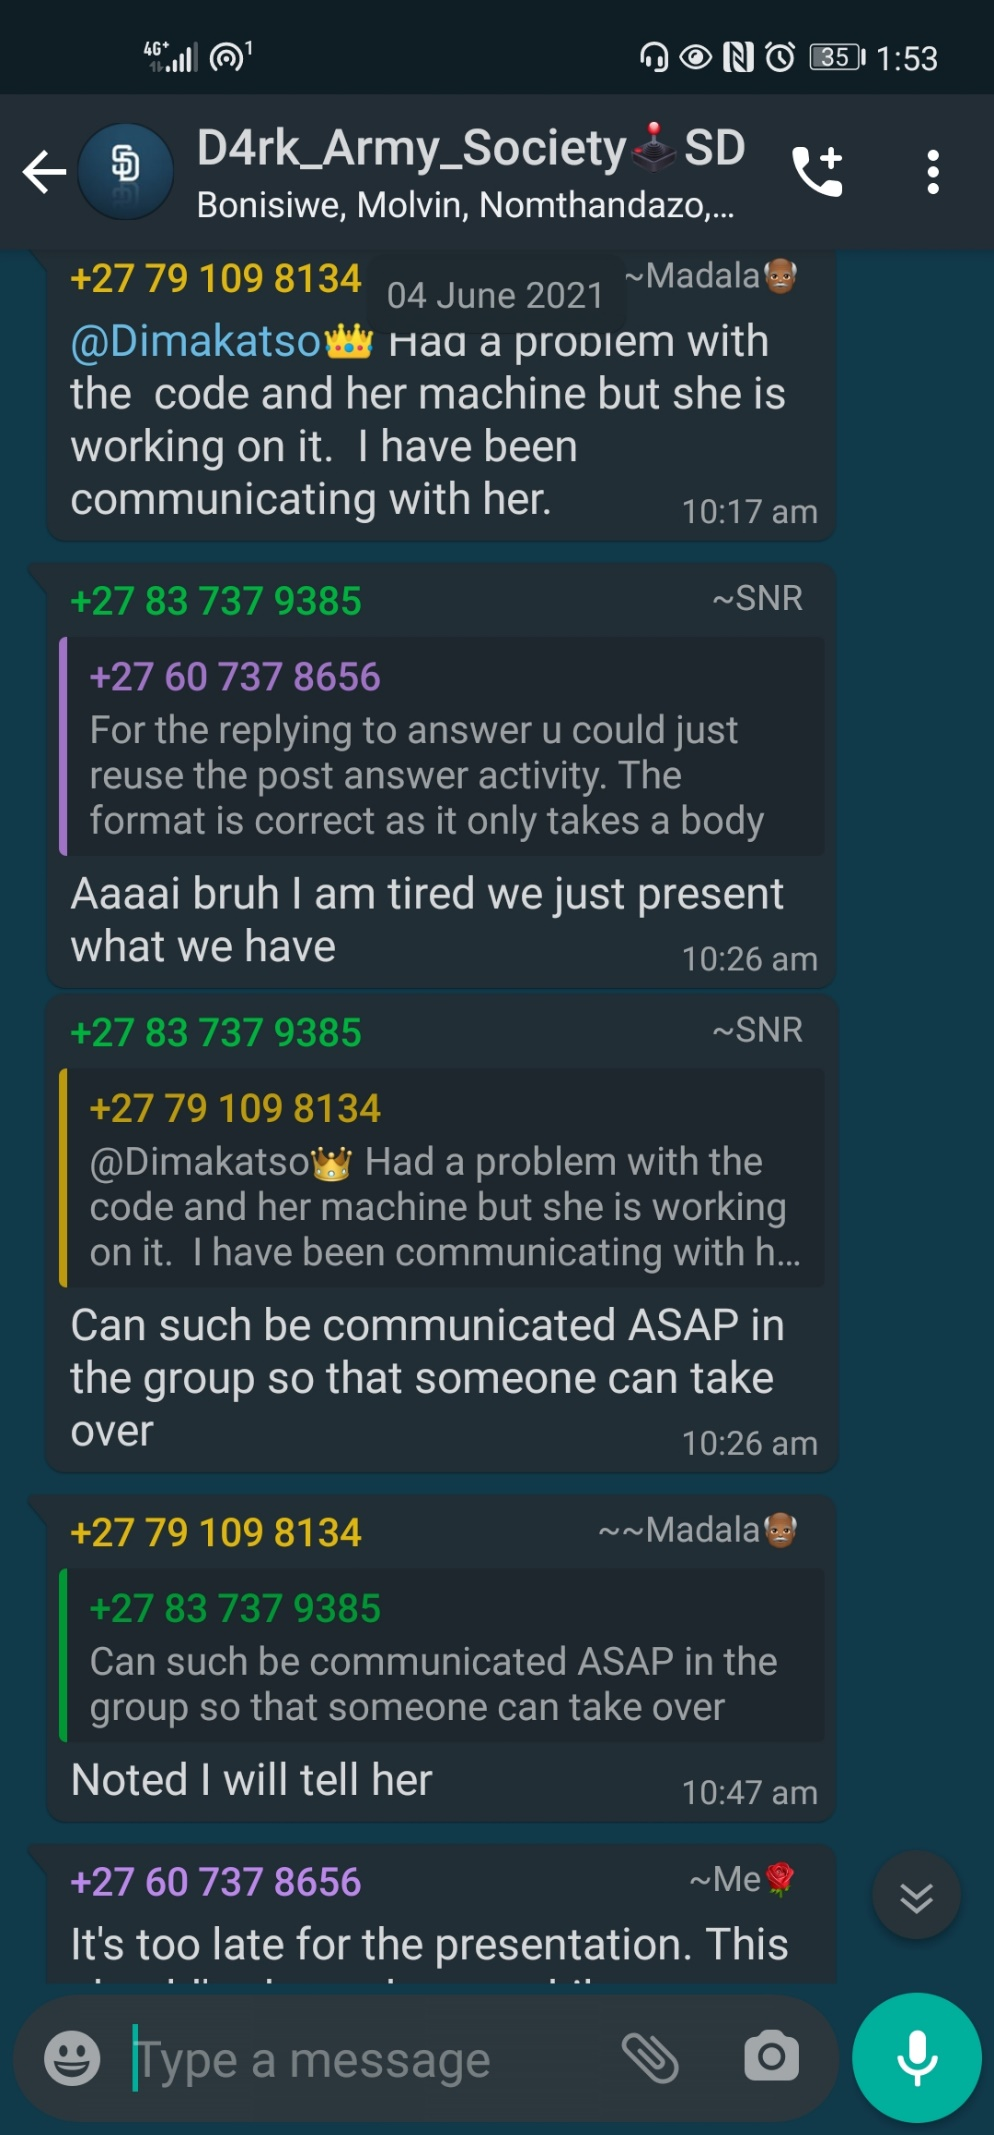 4G+ 1 35 1:53
D4rk_Army_Society🕹️SD
Bonisiwe, Molvin, Nomthandazo,...
+27 79 109 8134 ~Madala👴🏾
04 June 2021
@Dimakatso👑 Had a problem with
the code and her machine but she is
working on it. I have been
communicating with her. 10:17 am
+27 83 737 9385 ~SNR
+27 60 737 8656
For the replying to answer u could just
reuse the post answer activity. The
format is correct as it only takes a body
Aaaai bruh I am tired we just present
what we have 10:26 am
+27 83 737 9385 ~SNR
+27 79 109 8134
@Dimakatso👑 Had a problem with the
code and her machine but she is working
on it. I have been communicating with h...
Can such be communicated ASAP in
the group so that someone can take
over 10:26 am
+27 79 109 8134 ~~Madala👴🏾
+27 83 737 9385
Can such be communicated ASAP in the
group so that someone can take over
Noted I will tell her 10:47 am
+27 60 737 8656 ~Me🌹
It's too late for the presentation. This
Type a message